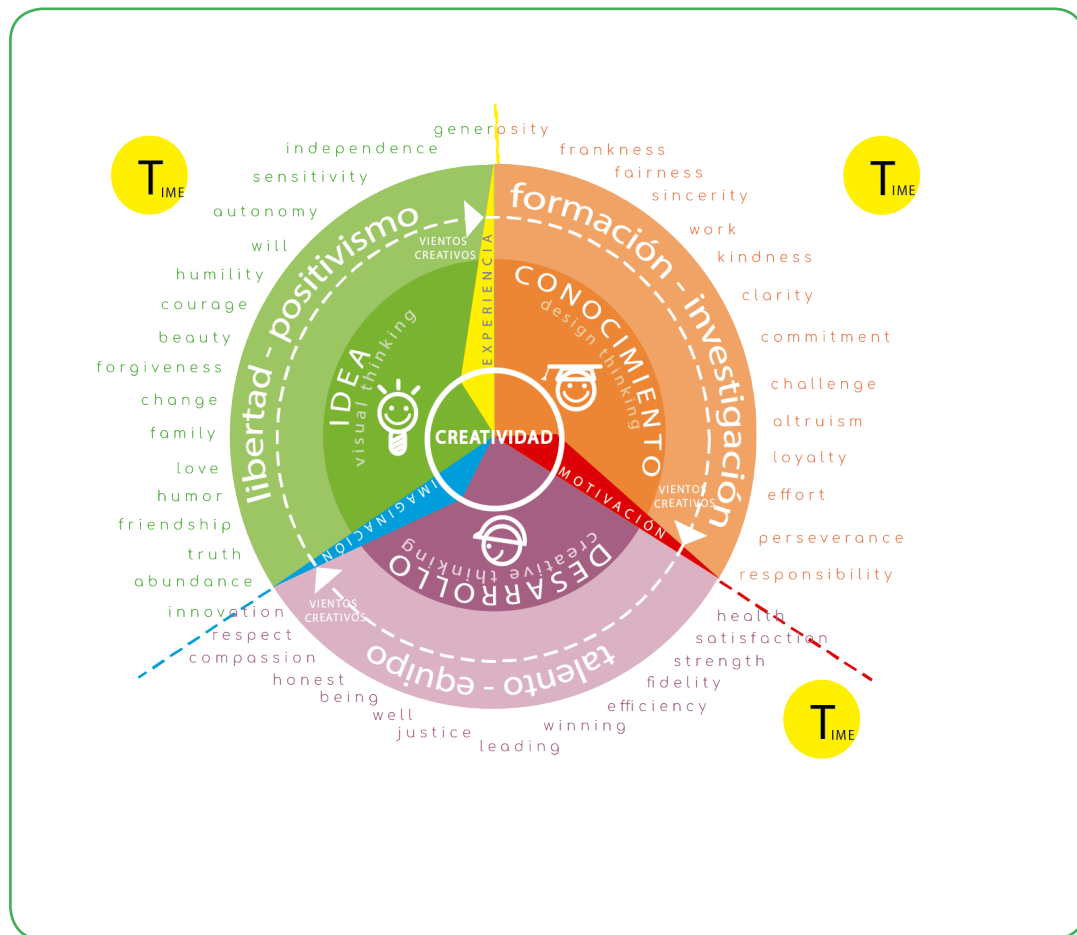 TIME
TIME
generosity
independence
sensitivity
autonomy
will
humility
courage
beauty
forgiveness
change
family
love
humor
friendship
truth
abundance
frankness
fairness
sincerity
work
kindness
clarity
commitment
challenge
altruism
loyalty
effort
perseverance
responsibility
libertad - positivismo
formación - investigación
VIENTOS
CREATIVOS
EXPERIENCIA
IDEA
visual thinking
CONOCIMIENTO
design thinking
CREATIVIDAD
VIENTOS
CREATIVOS
IMAGINACIÓN
MOTIVACIÓN
DESARROLLO
creative thinking
VIENTOS
CREATIVOS
talento - equipo
innovation
respect
compassion
honest
being
well
justice
leading
winning
efficiency
fidelity
strength
satisfaction
health
TIME